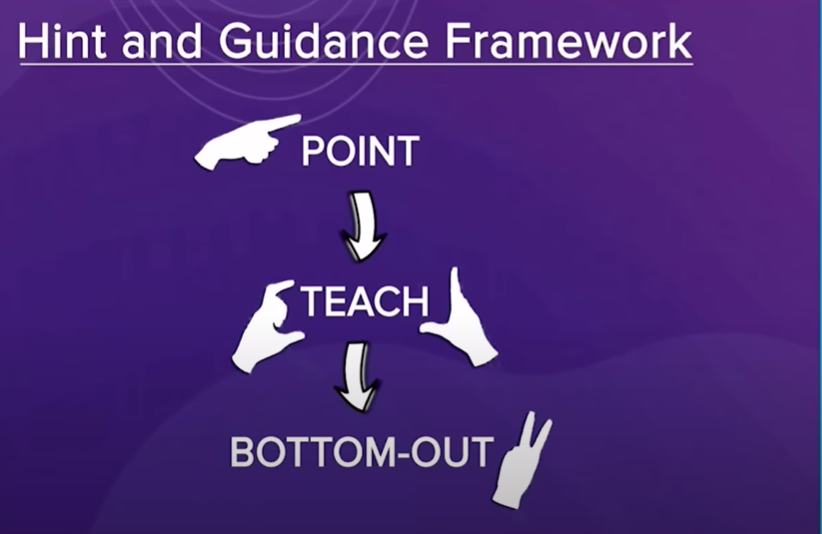 Hint and Guidance Framework
POINT
TEACH
BOTTOM-OUT